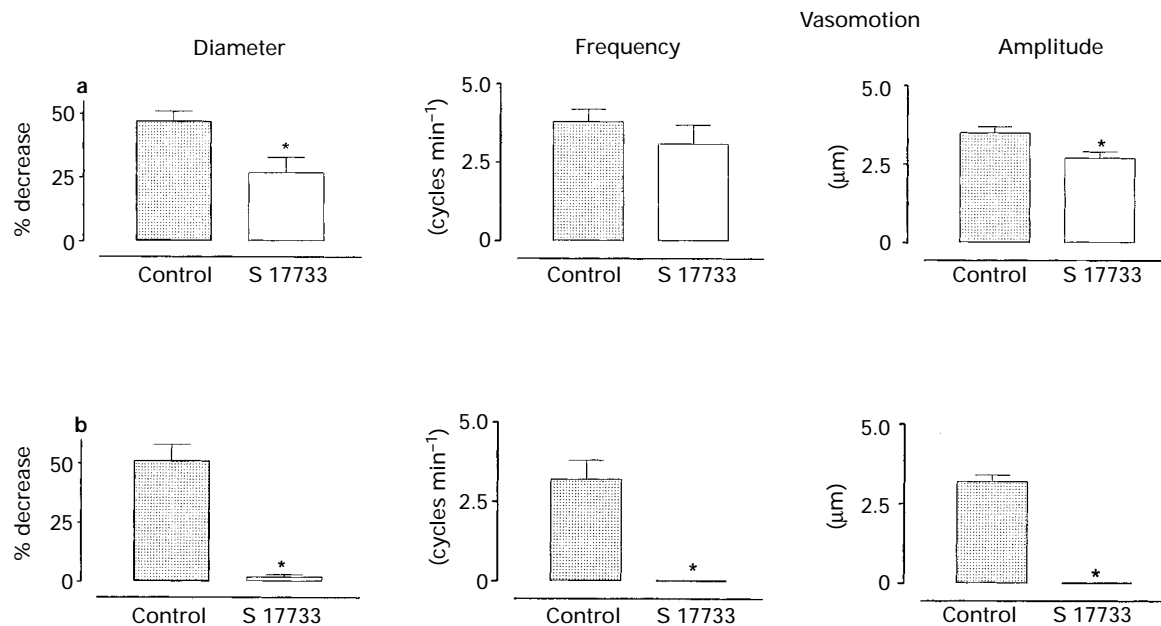 Vasomotion
Diameter
Frequency
Amplitude
a
% decrease
50
25
0
Control S 17733
(cycles min⁻¹)
5.0
2.5
0
Control S 17733
(µm)
5.0
2.5
0
Control S 17733
*
*
b
% decrease
50
25
0
Control S 17733
(cycles min⁻¹)
5.0
2.5
0
Control S 17733
(µm)
5.0
2.5
0
Control S 17733
*
*
*